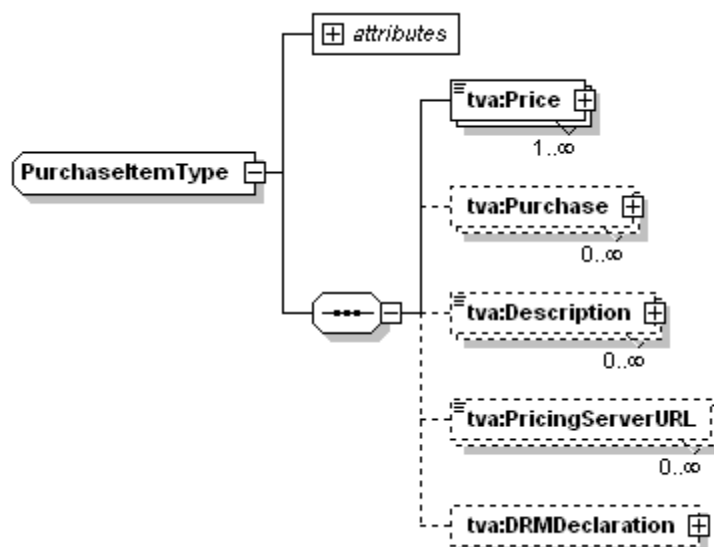 attributes
tva:Price
1..∞
PurchaseItemType
tva:Purchase
0..∞
tva:Description
0..∞
tva:PricingServerURL
0..∞
tva:DRMDeclaration